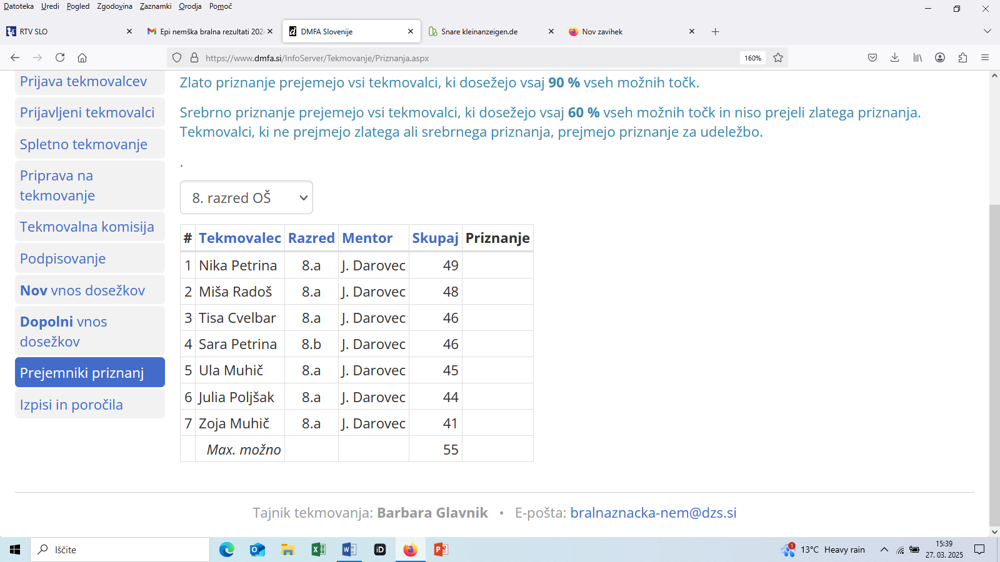 Datoteka Uredi Pogled Zgodovina Zaznamki Orodja Pomoč
RTV SLO
Epi nemška bralna rezultati 202
DMFA Slovenije
Snare kleinanzeigen.de
Nov zavihek
https://www.dmfa.si/InfoServer/Tekmovanje/Priznanja.aspx
160%
Prijava tekmovalcev
Prijavljeni tekmovalci
Spletno tekmovanje
Priprava na
tekmovanje
Tekmovalna komisija
Podpisovanje
Nov vnos dosežkov
Dopolni vnos
dosežkov
Prejemniki priznanj
Izpisi in poročila
Zlato priznanje prejemejo vsi tekmovalci, ki dosežejo vsaj 90 % vseh možnih točk.
Srebrno priznanje prejemejo vsi tekmovalci, ki dosežejo vsaj 60 % vseh možnih točk in niso prejeli zlatega priznanja.
Tekmovalci, ki ne prejmejo zlatega ali srebrnega priznanja, prejmejo priznanje za udeležbo.
.
8. razred OŠ
# Tekmovalec Razred Mentor Skupaj Priznanje
1 Nika Petrina 8.a J. Darovec 49
2 Miša Radoš 8.a J. Darovec 48
3 Tisa Cvelbar 8.a J. Darovec 46
4 Sara Petrina 8.b J. Darovec 46
5 Ula Muhič 8.a J. Darovec 45
6 Julia Poljšak 8.a J. Darovec 44
7 Zoja Muhič 8.a J. Darovec 41
Max. možno 55
Tajnik tekmovanja: Barbara Glavnik • E-pošta: bralnaznacka-nem@dzs.si
Iščite
iD
1
13°C Heavy rain
15:39
27. 03. 2025